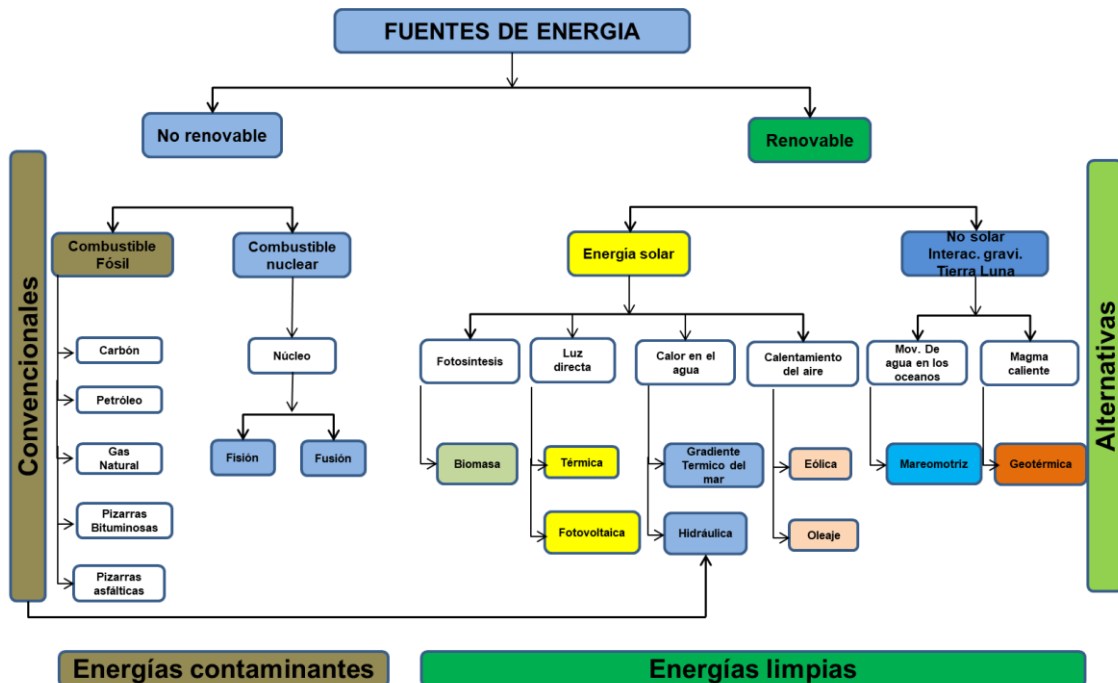 FUENTES DE ENERGIA
No renovable
Renovable
Convencionales
Alternativas
Combustible
Fósil
Combustible
nuclear
Energia solar
No solar
Interac. gravi.
Tierra Luna
Carbón
Petróleo
Gas
Natural
Pizarras
Bituminosas
Pizarras
asfálticas
Núcleo
Fisión
Fusión
Fotosintesis
Luz
directa
Calor en el
agua
Calentamiento
del aire
Mov. De
agua en los
oceanos
Magma
caliente
Biomasa
Térmica
Fotovoltaica
Gradiente
Termico del
mar
Hidráulica
Eólica
Oleaje
Mareomotriz
Geotérmica
Energías contaminantes
Energías limpias